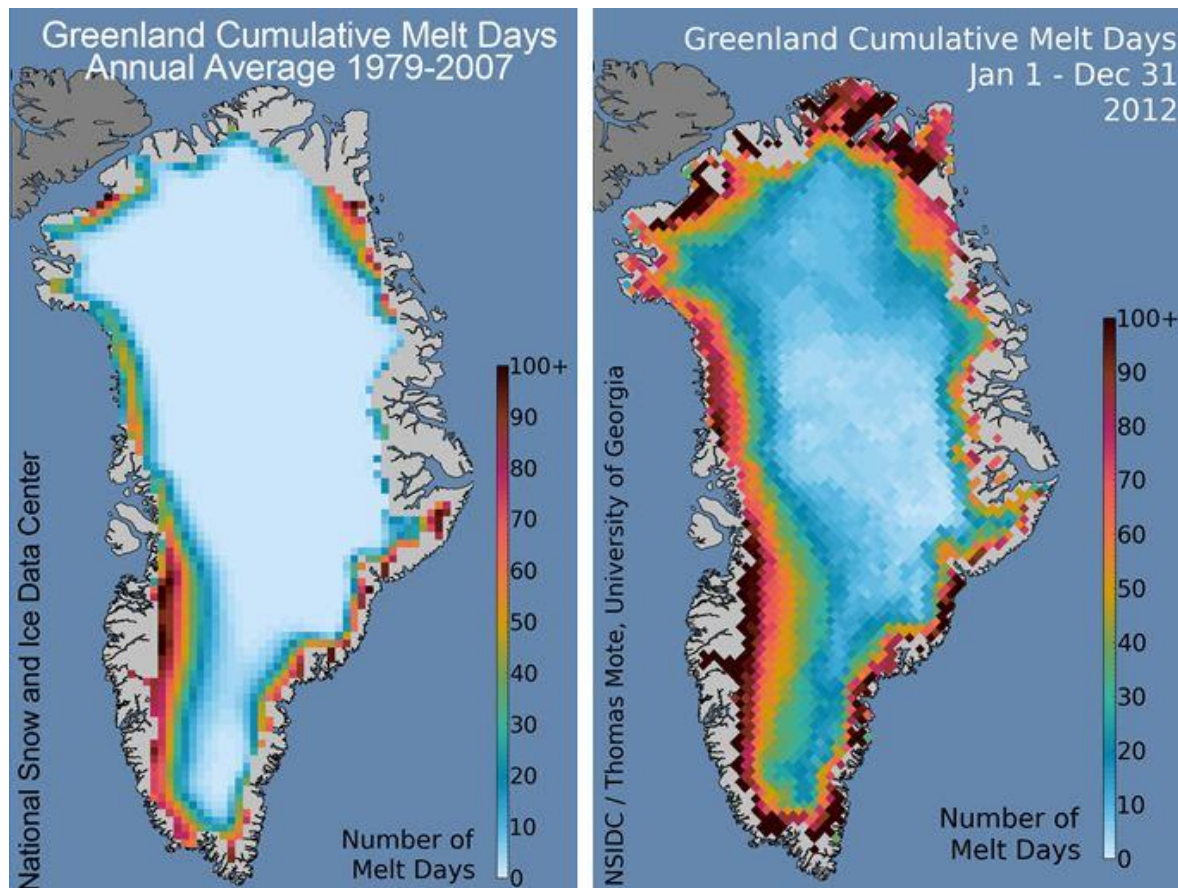 Greenland Cumulative Melt Days
Annual Average 1979-2007
National Snow and Ice Data Center
100+
90
80
70
60
50
40
30
20
10
0
Number of
Melt Days
Greenland Cumulative Melt Days
Jan 1 - Dec 31
2012
NSIDC / Thomas Mote, University of Georgia
100+
90
80
70
60
50
40
30
20
10
0
Number of
Melt Days